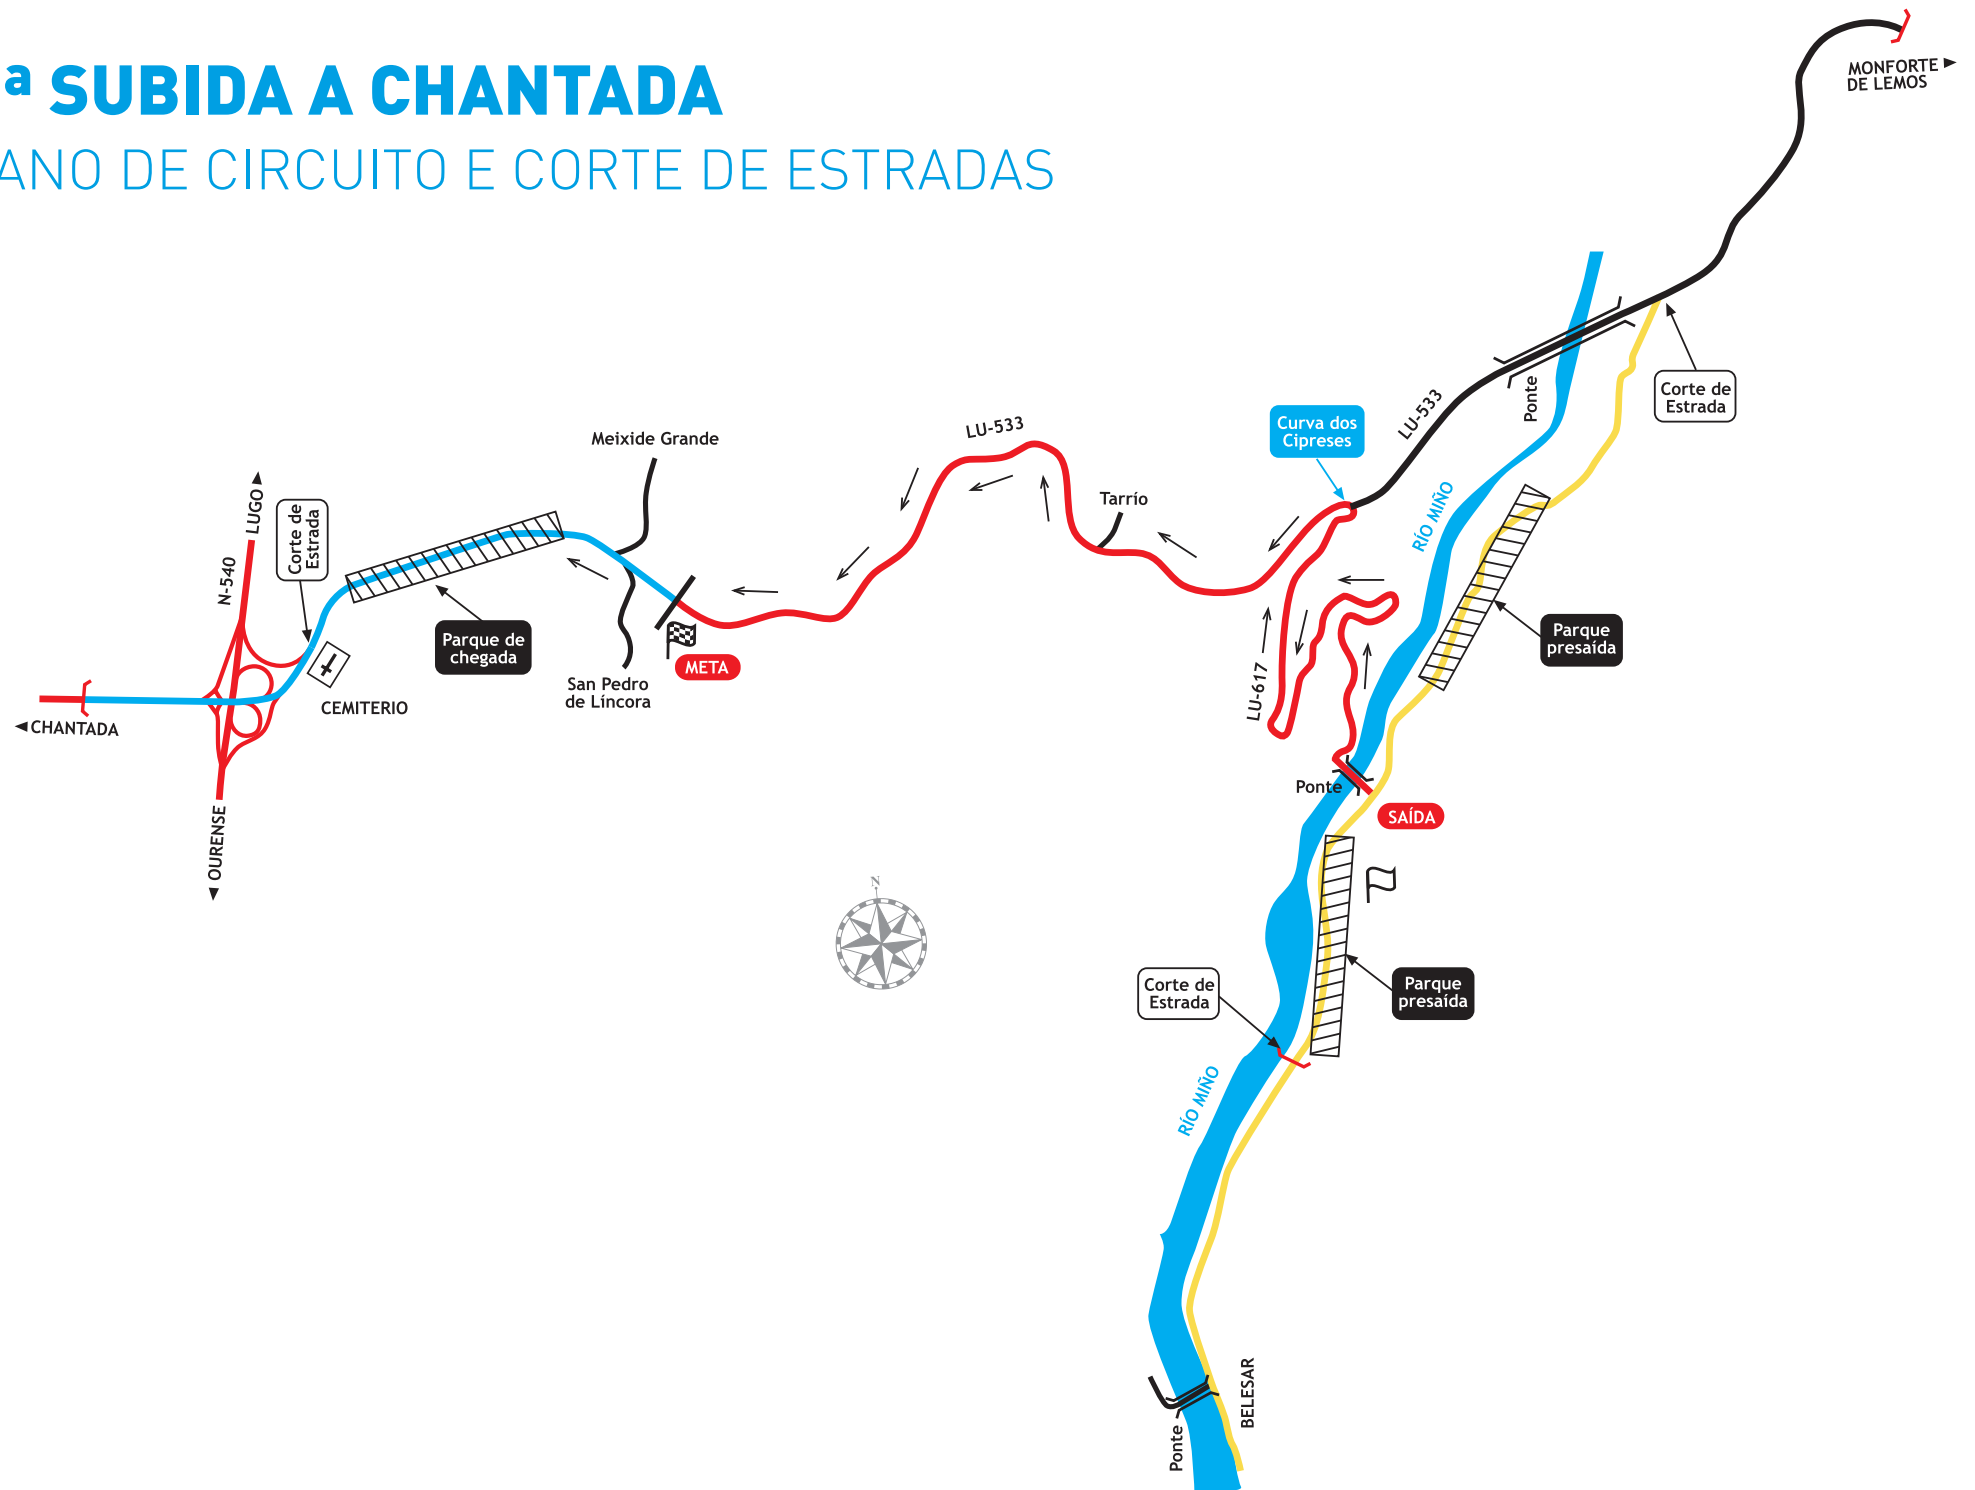 ª SUBIDA A CHANTADA
ANO DE CIRCUITO E CORTE DE ESTRADAS
MONFORTE
DE LEMOS
Corte de
Estrada
Ponte
LU-533
Curva dos
Cipreses
RÍO MIÑO
LU-533
Tarrío
Meixide Grande
LUGO
N-540
Corte de
Estrada
Parque de
chegada
META
San Pedro
de Líncora
CEMITERIO
CHANTADA
OURENSE
LU-617
Parque
presaída
Ponte
SAÍDA
N
Corte de
Estrada
Parque
presaída
RÍO MIÑO
BELESAR
Ponte